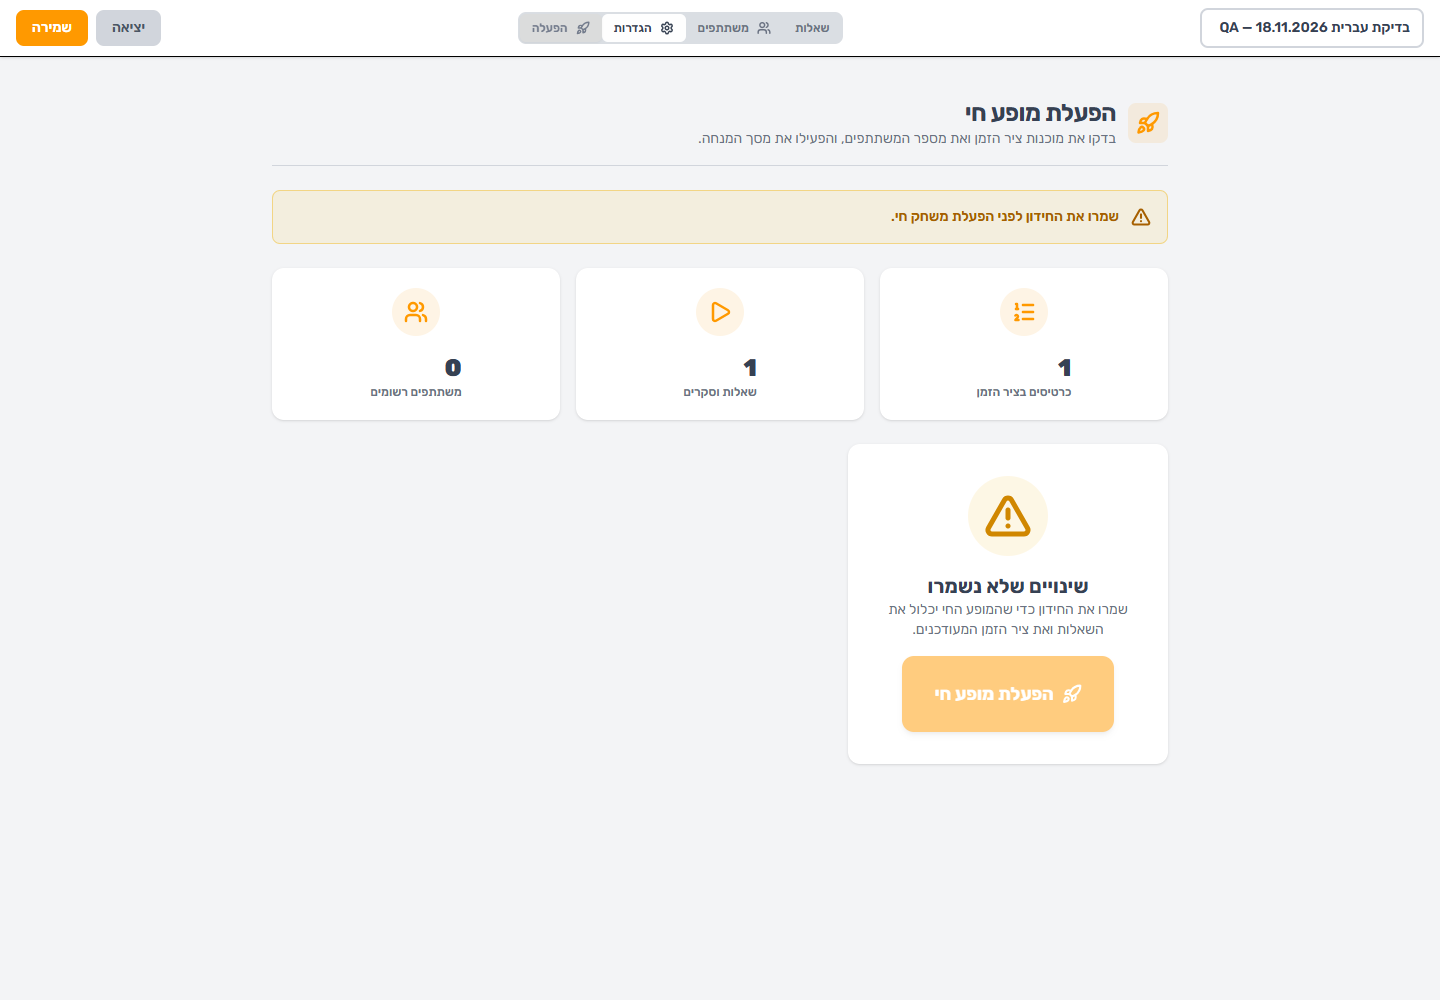 בדיקת עברית QA – 18.11.2026
שאלות
משתתפים
הגדרות
הפעלה
יציאה
שמירה
הפעלת מופע חי
בדקו את מוכנות ציר הזמן ואת מספר המשתתפים, והפעילו את מסך המנחה.
שמרו את החידון לפני הפעלת משחק חי.
1
כרטיסים בציר הזמן
1
שאלות וסקרים
0
משתתפים רשומים
שינויים שלא נשמרו
שמרו את החידון כדי שהמופע החי יכלול את
השאלות ואת ציר הזמן המעודכנים.
הפעלת מופע חי